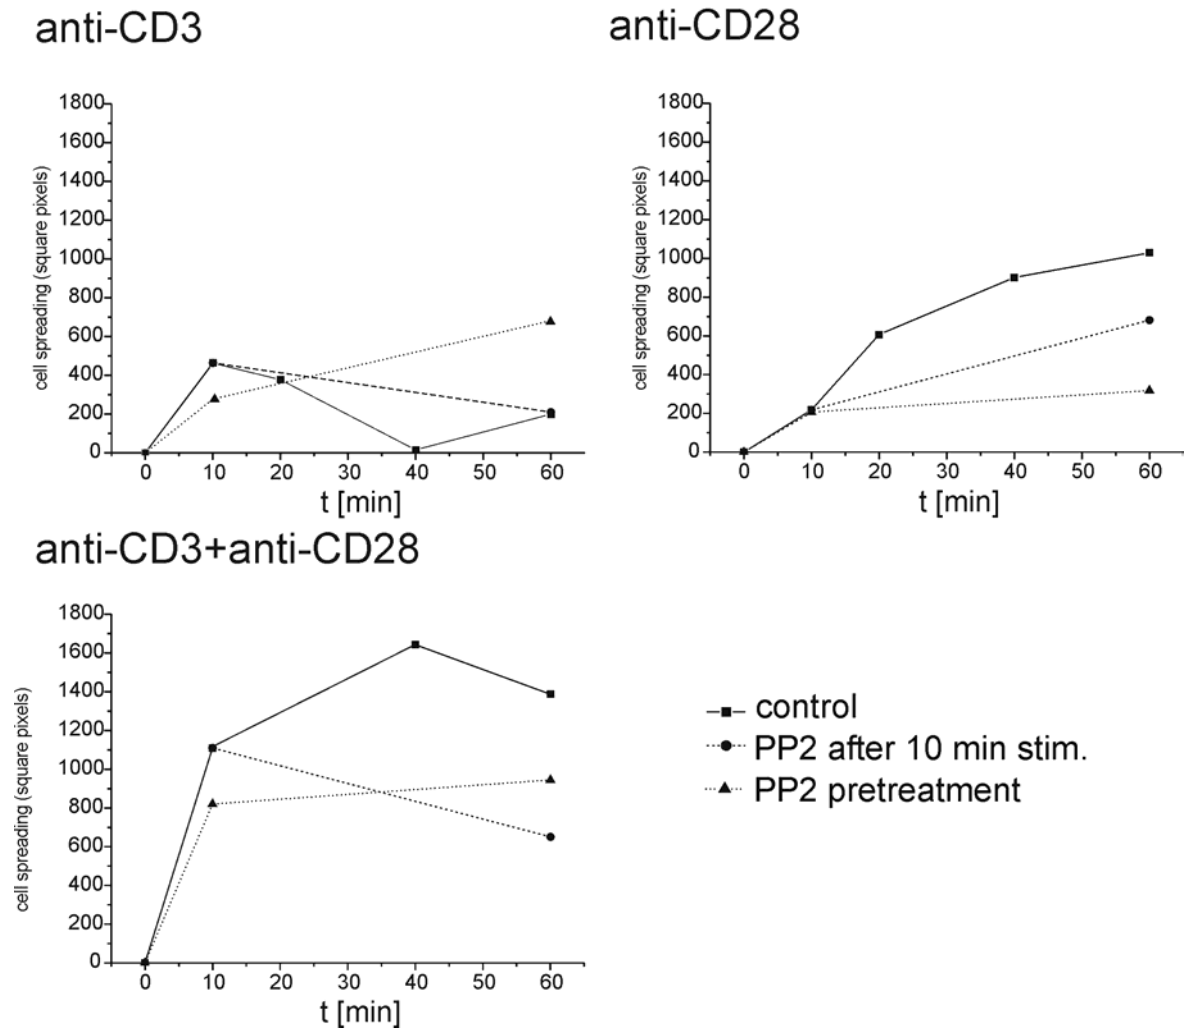 anti-CD3
1800
1600
1400
1200
1000
800
600
400
200
0
cell spreading (square pixels)
0 10 20 30 40 50 60
t [min]
anti-CD28
1800
1600
1400
1200
1000
800
600
400
200
0
cell spreading (square pixels)
0 10 20 30 40 50 60
t [min]
anti-CD3+anti-CD28
1800
1600
1400
1200
1000
800
600
400
200
0
cell spreading (square pixels)
0 10 20 30 40 50 60
t [min]
control
PP2 after 10 min stim.
PP2 pretreatment